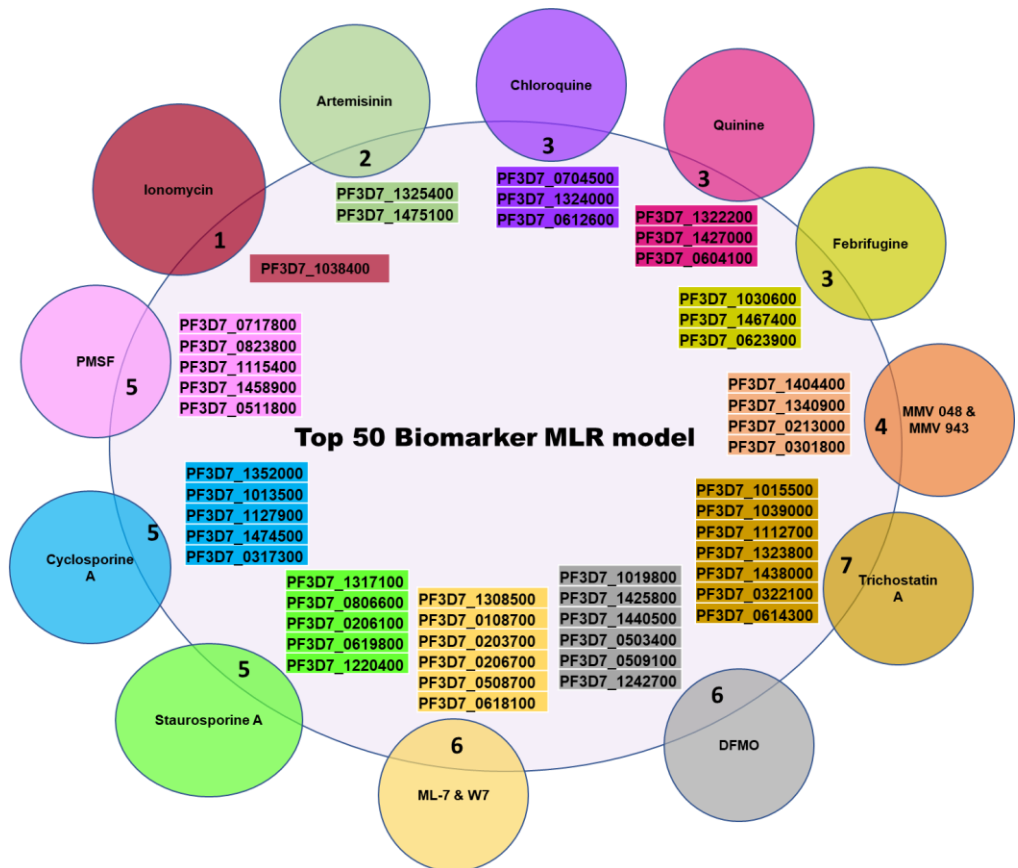 Chloroquine
3
PF3D7_0704500
PF3D7_1324000
PF3D7_0612600
Quinine
3
PF3D7_1322200
PF3D7_1427000
PF3D7_0604100
Febrifugine
3
PF3D7_1030600
PF3D7_1467400
PF3D7_0623900
MMV 048 &
MMV 943
4
PF3D7_1404400
PF3D7_1340900
PF3D7_0213000
PF3D7_0301800
Trichostatin
A
7
PF3D7_1015500
PF3D7_1039000
PF3D7_1112700
PF3D7_1323800
PF3D7_1438000
PF3D7_0322100
PF3D7_0614300
DFMO
6
PF3D7_1019800
PF3D7_1425800
PF3D7_1440500
PF3D7_0503400
PF3D7_0509100
PF3D7_1242700
ML-7 & W7
6
PF3D7_1308500
PF3D7_0108700
PF3D7_0203700
PF3D7_0206700
PF3D7_0508700
PF3D7_0618100
Staurosporine A
5
PF3D7_1317100
PF3D7_0806600
PF3D7_0206100
PF3D7_0619800
PF3D7_1220400
Cyclosporine
A
5
PF3D7_1352000
PF3D7_1013500
PF3D7_1127900
PF3D7_1474500
PF3D7_0317300
PMSF
5
PF3D7_0717800
PF3D7_0823800
PF3D7_1115400
PF3D7_1458900
PF3D7_0511800
Ionomycin
1
PF3D7_1038400
Artemisinin
2
PF3D7_1325400
PF3D7_1475100
Top 50 Biomarker MLR model